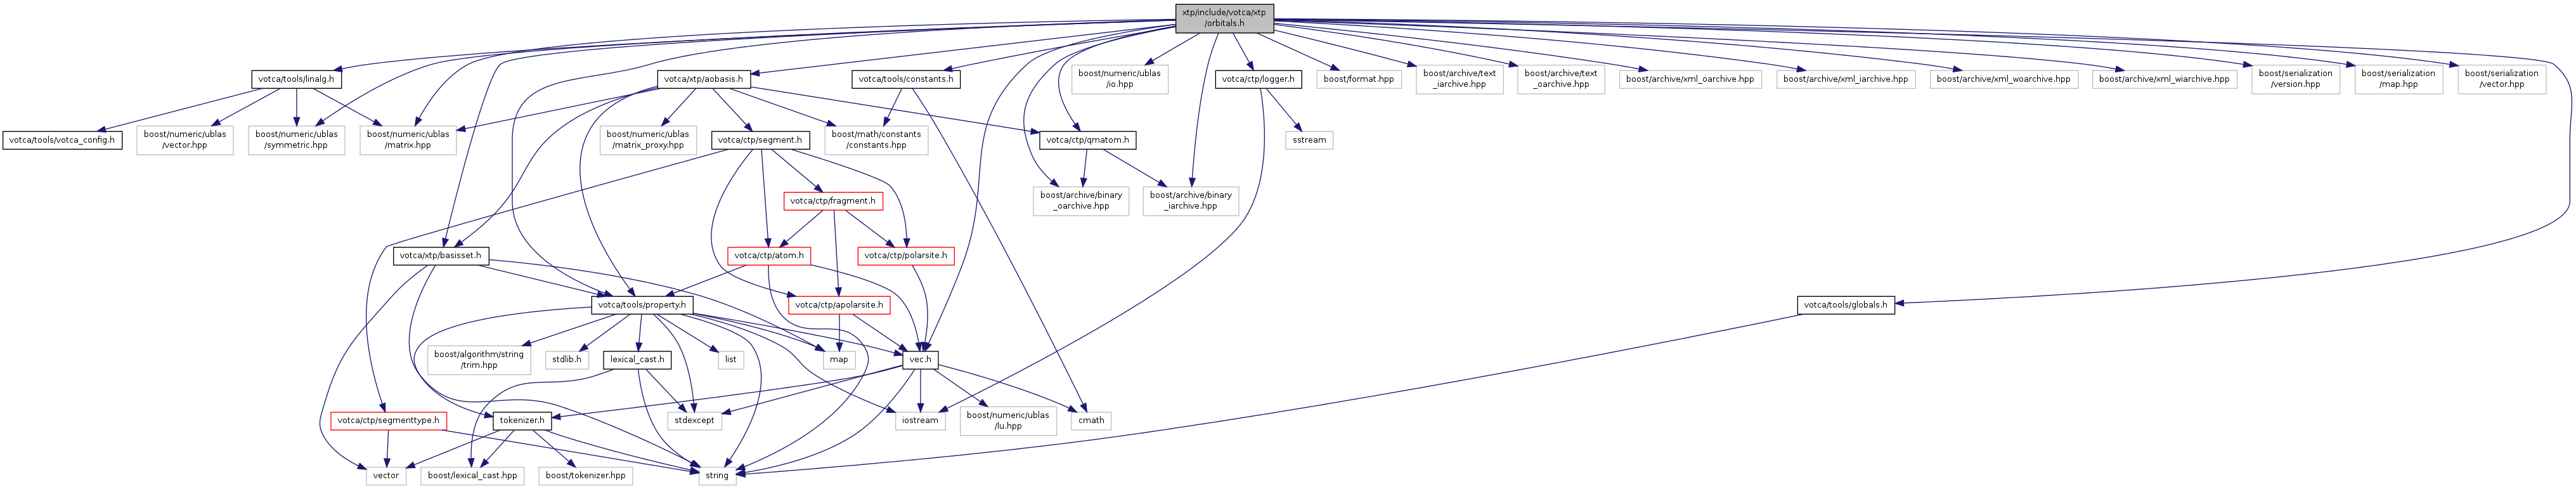 xtp/include/votca/xtp
/orbitals.h
votca/tools/linalg.h
votca/xtp/aobasis.h
votca/tools/constants.h
boost/numeric/ublas
/io.hpp
votca/ctp/logger.h
boost/format.hpp
boost/archive/text
_iarchive.hpp
boost/archive/text
_oarchive.hpp
boost/archive/xml_oarchive.hpp
boost/archive/xml_iarchive.hpp
boost/archive/xml_woarchive.hpp
boost/archive/xml_wiarchive.hpp
boost/serialization
/version.hpp
boost/serialization
/map.hpp
boost/serialization
/vector.hpp
votca/tools/votca_config.h
boost/numeric/ublas
/vector.hpp
boost/numeric/ublas
/symmetric.hpp
boost/numeric/ublas
/matrix.hpp
boost/numeric/ublas
/matrix_proxy.hpp
votca/ctp/segment.h
boost/math/constants
/constants.hpp
votca/ctp/qmatom.h
sstream
votca/ctp/fragment.h
boost/archive/binary
_oarchive.hpp
boost/archive/binary
_iarchive.hpp
votca/xtp/basisset.h
votca/ctp/atom.h
votca/ctp/polarsite.h
votca/tools/property.h
votca/ctp/apolarsite.h
votca/tools/globals.h
boost/algorithm/string
/trim.hpp
stdlib.h
lexical_cast.h
list
map
vec.h
votca/ctp/segmenttype.h
tokenizer.h
stdexcept
iostream
boost/numeric/ublas
/lu.hpp
cmath
vector
boost/lexical_cast.hpp
boost/tokenizer.hpp
string